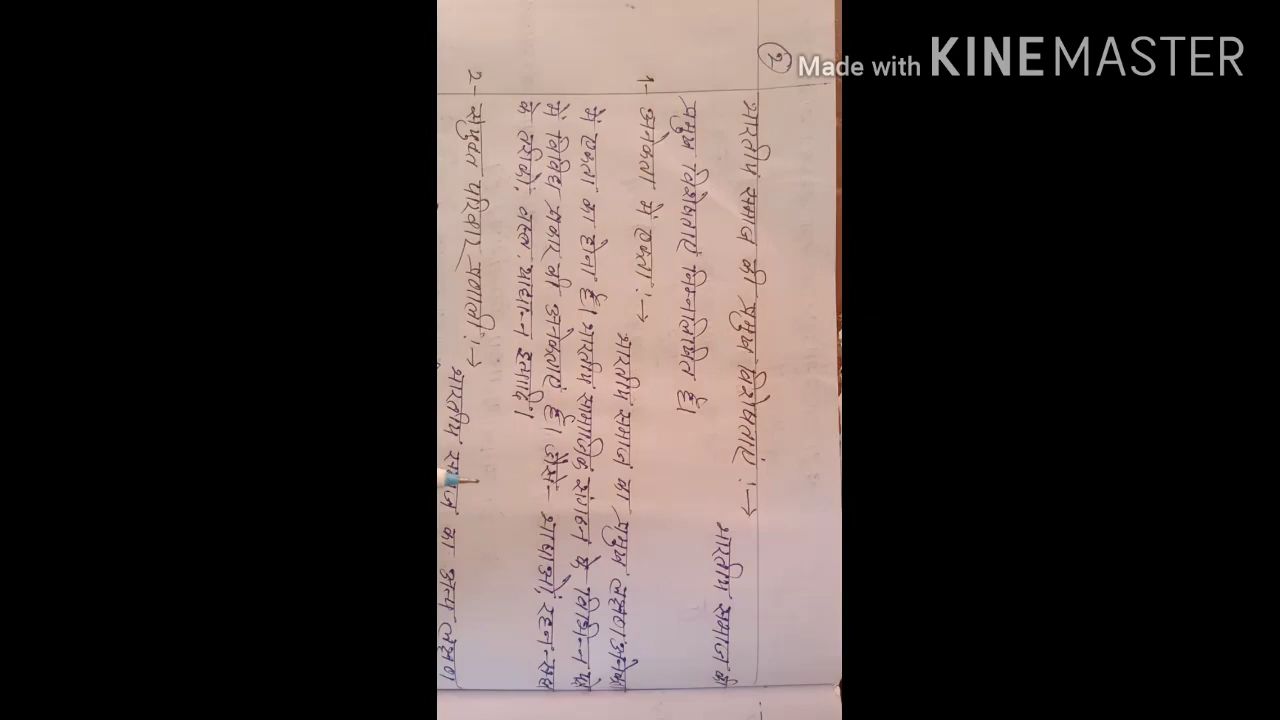 Made with KINEMASTER
2
भारतीय समाज की प्रमुख विशेषताएं :→
भारतीय समाज की
प्रमुख विशेषताएं निम्नलिखित हैं।
1- अनेकता में एकता :→
भारतीय समाज का प्रमुख लक्षण अनेकता
में एकता का होना है। भारतीय सामाजिक संगठन के विभिन्न क्षेत्रों
में विविध प्रकार की अनेकताएं हैं। जैसे- भाषाओं, रहन-सहन
के तरीकों, वस्त्र, खाद्यान्न इत्यादि।
2- संयुक्त परिवार प्रणाली :→
भारतीय समाज का अन्य लक्षण